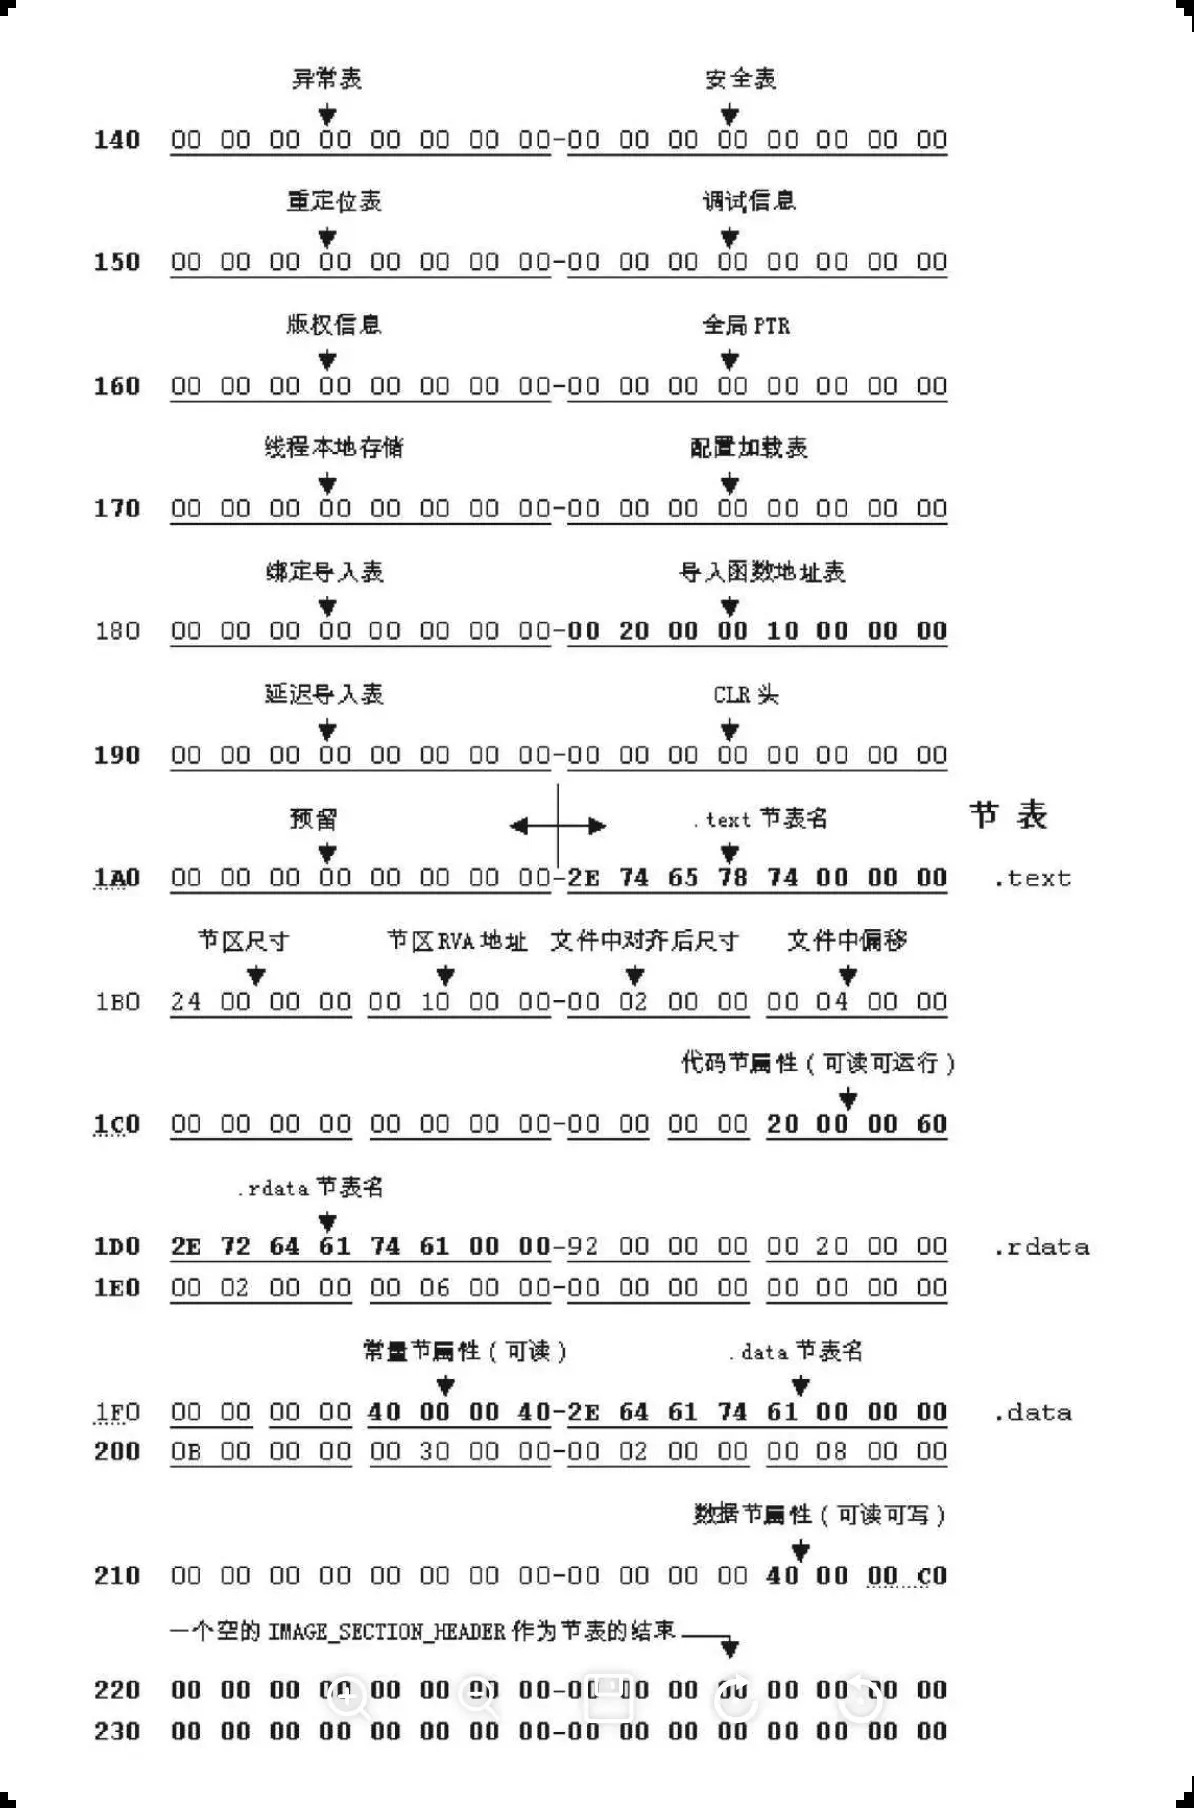 异常表 安全表
140 00 00 00 00 00 00 00 00-00 00 00 00 00 00 00 00
重定位表 调试信息
150 00 00 00 00 00 00 00 00-00 00 00 00 00 00 00 00
版权信息 全局 PTR
160 00 00 00 00 00 00 00 00-00 00 00 00 00 00 00 00
线程本地存储 配置加载表
170 00 00 00 00 00 00 00 00-00 00 00 00 00 00 00 00
绑定导入表 导入函数地址表
180 00 00 00 00 00 00 00 00-00 20 00 00 10 00 00 00
延迟导入表 CLR 头
190 00 00 00 00 00 00 00 00-00 00 00 00 00 00 00 00
预留 .text 节表名 节 表
1A0 00 00 00 00 00 00 00 00-2E 74 65 78 74 00 00 00 .text
节区尺寸 节区RVA 地址 文件中对齐后尺寸 文件中偏移
1B0 24 00 00 00 00 10 00 00-00 02 00 00 00 04 00 00
代码节属性（可读可运行）
1C0 00 00 00 00 00 00 00 00-00 00 00 00 20 00 00 60
.rdata 节表名
1D0 2E 72 64 61 74 61 00 00-92 00 00 00 00 20 00 00 .rdata
1E0 00 02 00 00 00 06 00 00-00 00 00 00 00 00 00 00
常量节属性（可读） .data 节表名
1F0 00 00 00 00 40 00 00 40-2E 64 61 74 61 00 00 00 .data
200 0B 00 00 00 00 30 00 00-00 02 00 00 00 08 00 00
数据节属性（可读可写）
210 00 00 00 00 00 00 00 00-00 00 00 00 40 00 00 C0
一个空的 IMAGE_SECTION_HEADER 作为节表的结束
220 00 00 00 00 00 00 00 00-00 00 00 00 00 00 00 00
230 00 00 00 00 00 00 00 00-00 00 00 00 00 00 00 00